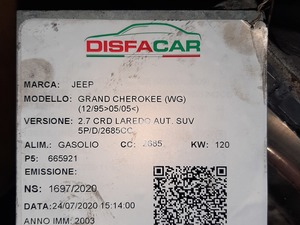 DISFACAR
MARCA: JEEP
MODELLO: GRAND CHEROKEE (WG)
(12/95>05/05<)
VERSIONE: 2.7 CRD LAREDO AUT. SUV
5P/D/2685CC
ALIM.: GASOLIO CC: 2685 KW: 120
P5: 665921
EMISSIONE:
NS: 1697/2020
DATA:24/07/2020 15:14:00
ANNO IMM: 2003